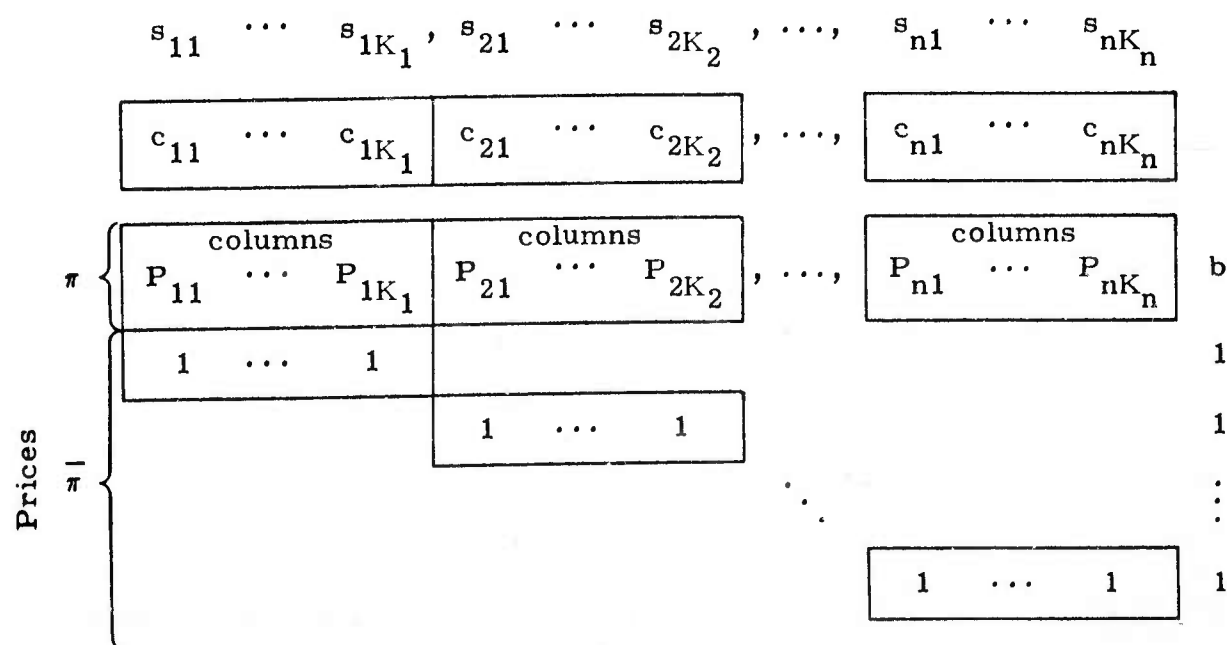 s₁₁ ··· s₁K₁ , s₂₁ ··· s₂K₂ , ..., sₙ₁ ··· sₙKₙ
c₁₁ ··· c₁K₁ c₂₁ ··· c₂K₂ , ..., cₙ₁ ··· cₙKₙ
columns columns columns
π P₁₁ ··· P₁K₁ P₂₁ ··· P₂K₂ , ..., Pₙ₁ ··· PₙKₙ b
1 ··· 1 1
1 ··· 1 1
Prices π̅ ⋱ ⋮
1 ··· 1 1